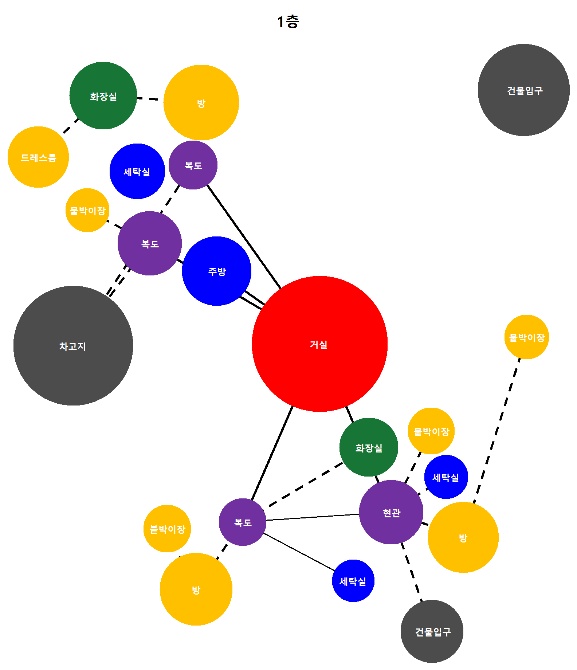 1층
건물입구
화장실
방
드레스룸
세탁실
복도
붙박이장
복도
주방
차고지
거실
붙박이장
붙박이장
화장실
세탁실
현관
복도
붙박이장
방
세탁실
방
건물입구